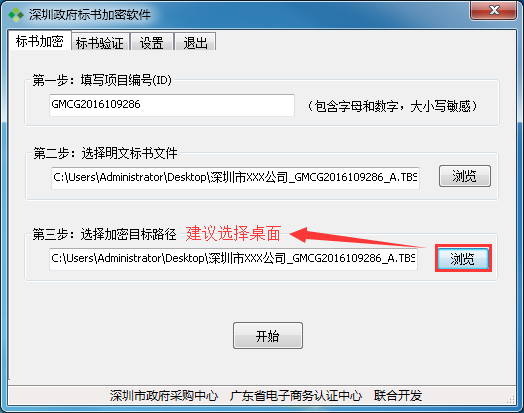 深圳政府标书加密软件
标书加密 标书验证 设置 退出
第一步：填写项目编号(ID)
GMCG2016109286 （包含字母和数字，大小写敏感）
第二步：选择明文标书文件
C:\Users\Administrator\Desktop\深圳市XXX公司_GMCG2016109286_A.TBS 浏览
第三步：选择加密目标路径 建议选择桌面
C:\Users\Administrator\Desktop\深圳市XXX公司_GMCG2016109286_A.TBS 浏览
开始
深圳市政府采购中心 广东省电子商务认证中心 联合开发